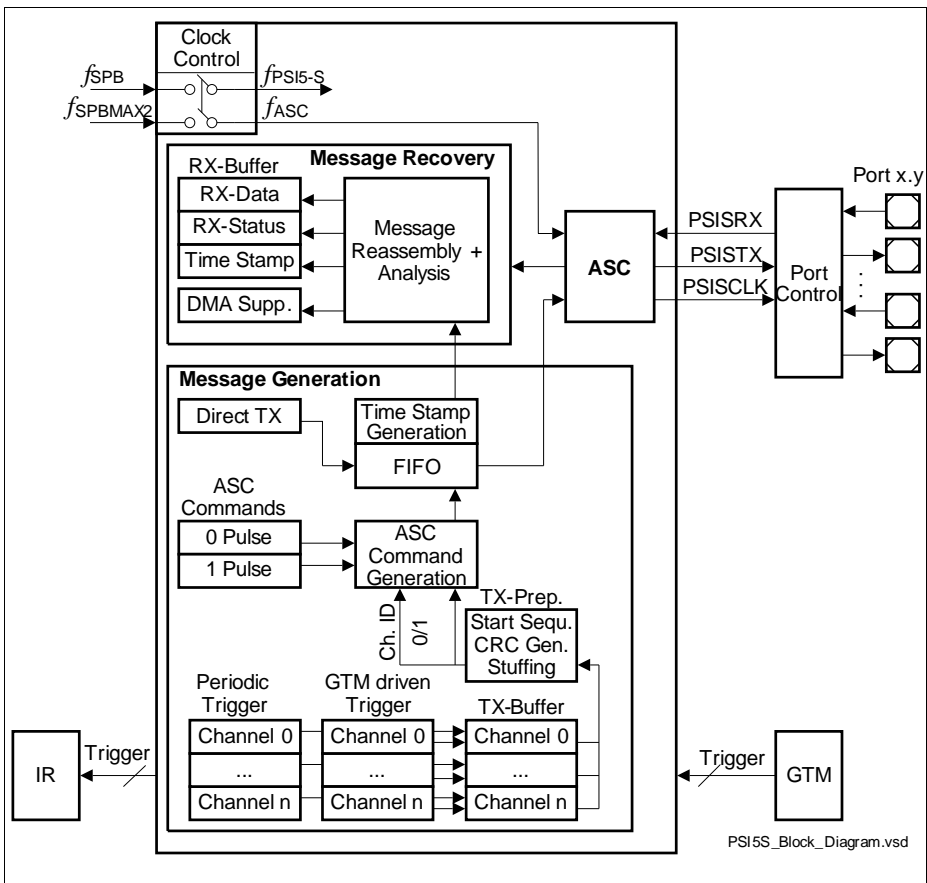 Clock
Control
fSPB
fPSI5-S
fSPBMAX2
fASC
Message Recovery
RX-Buffer
RX-Data
RX-Status
Time Stamp
DMA Supp.
Message
Reassembly +
Analysis
ASC
PSISRX
PSISTX
PSISCLK
Port x.y
Port
Control
Message Generation
Direct TX
Time Stamp
Generation
FIFO
ASC
Commands
0 Pulse
1 Pulse
ASC
Command
Generation
Ch. ID
0/1
TX-Prep.
Start Sequ.
CRC Gen.
Stuffing
Periodic
Trigger
GTM driven
Trigger
TX-Buffer
Channel 0
Channel 0
Channel 0
...
...
...
Channel n
Channel n
Channel n
IR
Trigger
Trigger
GTM
PSI5S_Block_Diagram.vsd